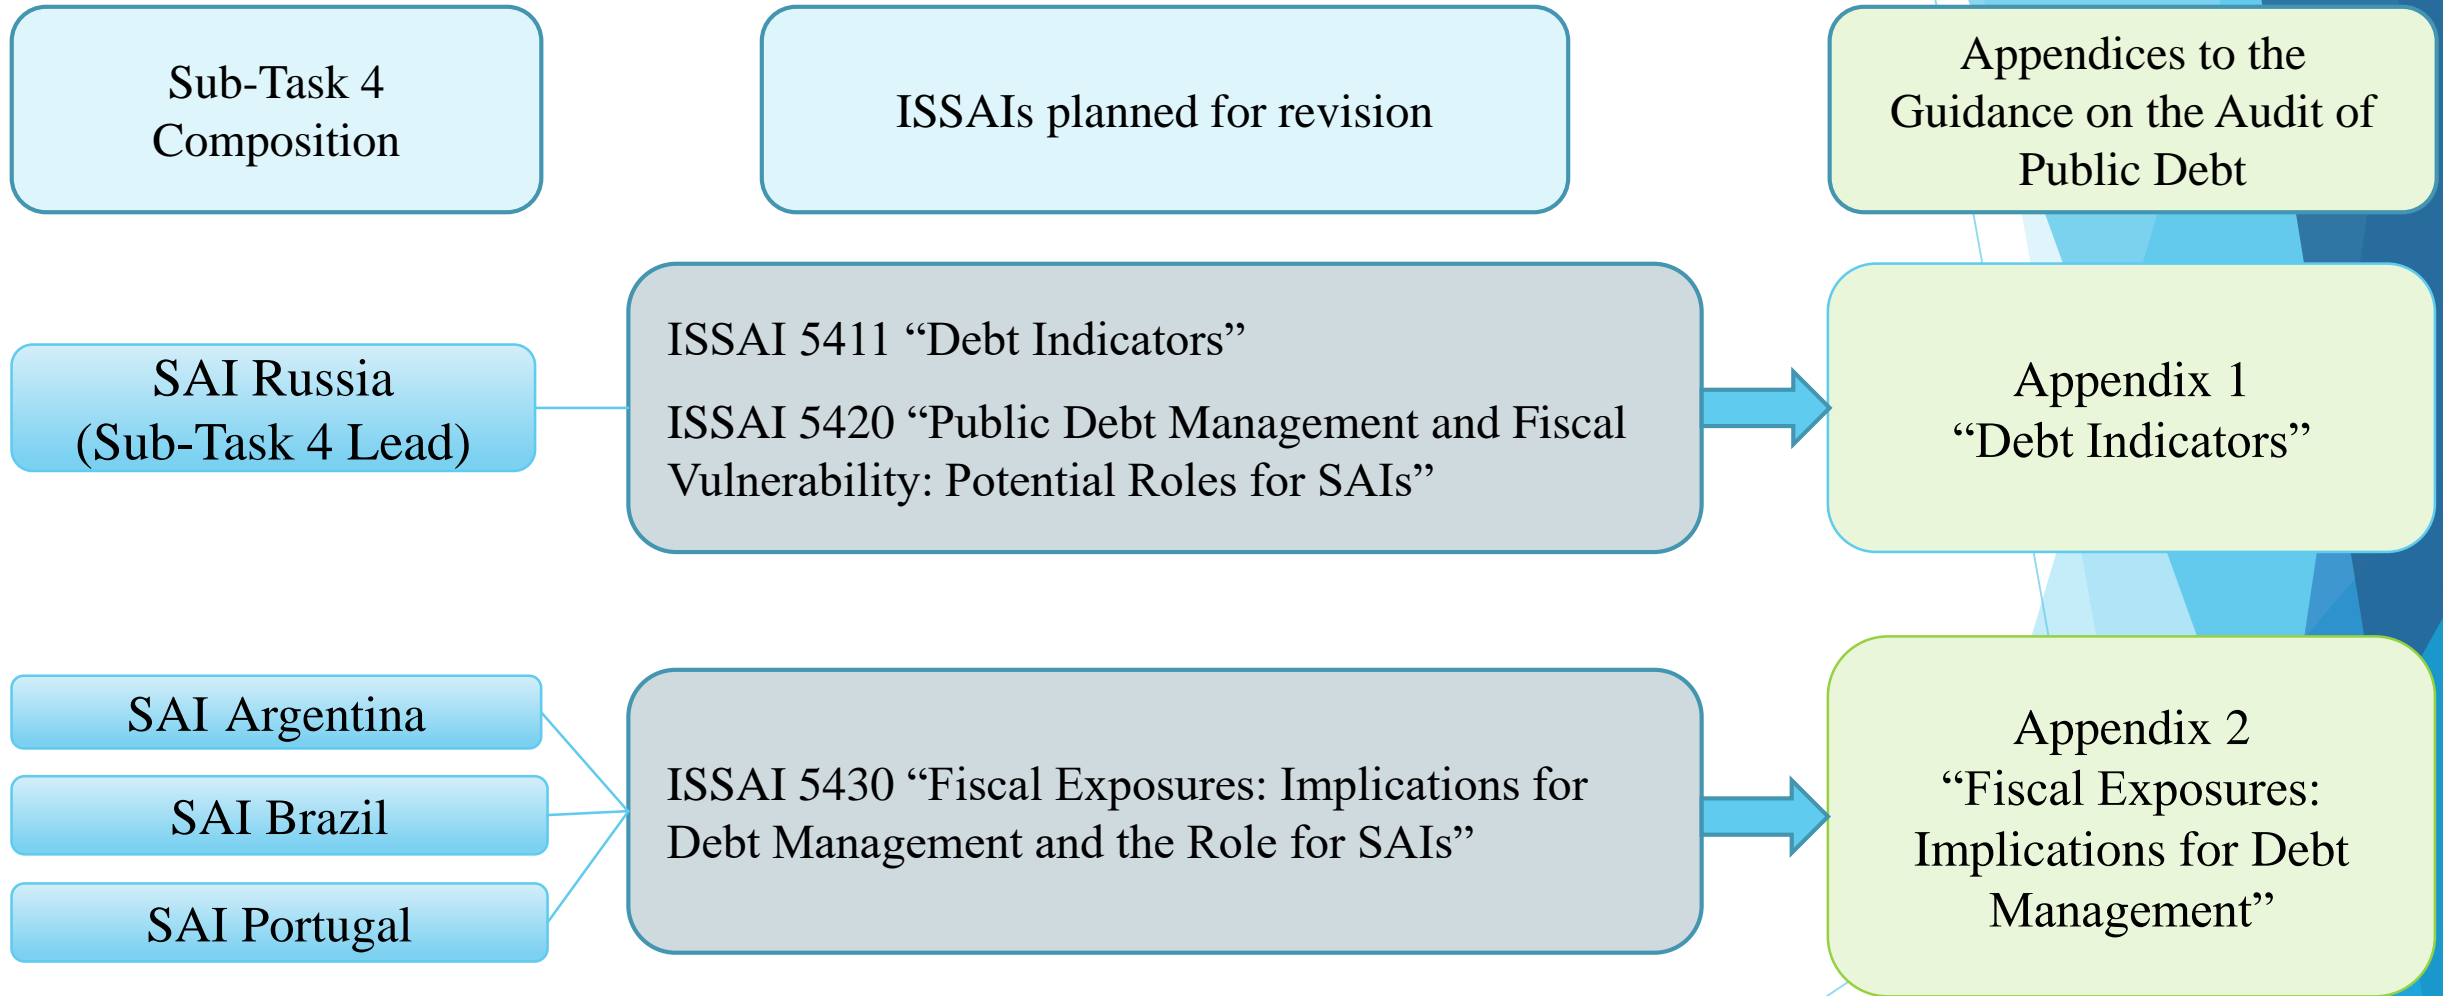 Sub-Task 4
Composition
ISSAIs planned for revision
Appendices to the
Guidance on the Audit of
Public Debt
SAI Russia
(Sub-Task 4 Lead)
ISSAI 5411 “Debt Indicators”
ISSAI 5420 “Public Debt Management and Fiscal
Vulnerability: Potential Roles for SAIs”
Appendix 1
“Debt Indicators”
SAI Argentina
SAI Brazil
SAI Portugal
ISSAI 5430 “Fiscal Exposures: Implications for
Debt Management and the Role for SAIs”
Appendix 2
“Fiscal Exposures:
Implications for Debt
Management”